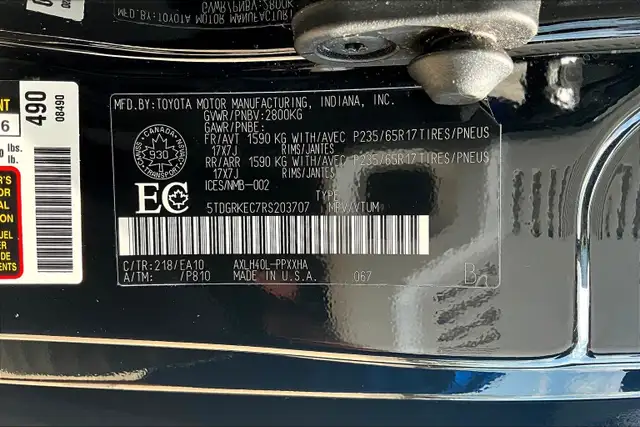 MFD.BY:TOYOTA MOTOR MANUFACTURING, INDIANA, INC.
GVWR/PNBV:2800KG
GAWR/PNBE:
FR/AVT 1590 KG WITH/AVEC P235/65R17TIRES/PNEUS
17X7J RIMS/JANTES
RR/ARR 1590 KG WITH/AVEC P235/65R17TIRES/PNEUS
17X7J RIMS/JANTES
ICES/NMB-002
CANADA
930
TRANSPORT
EC
TYPE
5TDGRKEC7RS203707 MPV/VTUM
C/TR:218/EA10 AXLH40L-PPXXHA
A/TM: /P810 MADE IN U.S.A. 067
490
08490